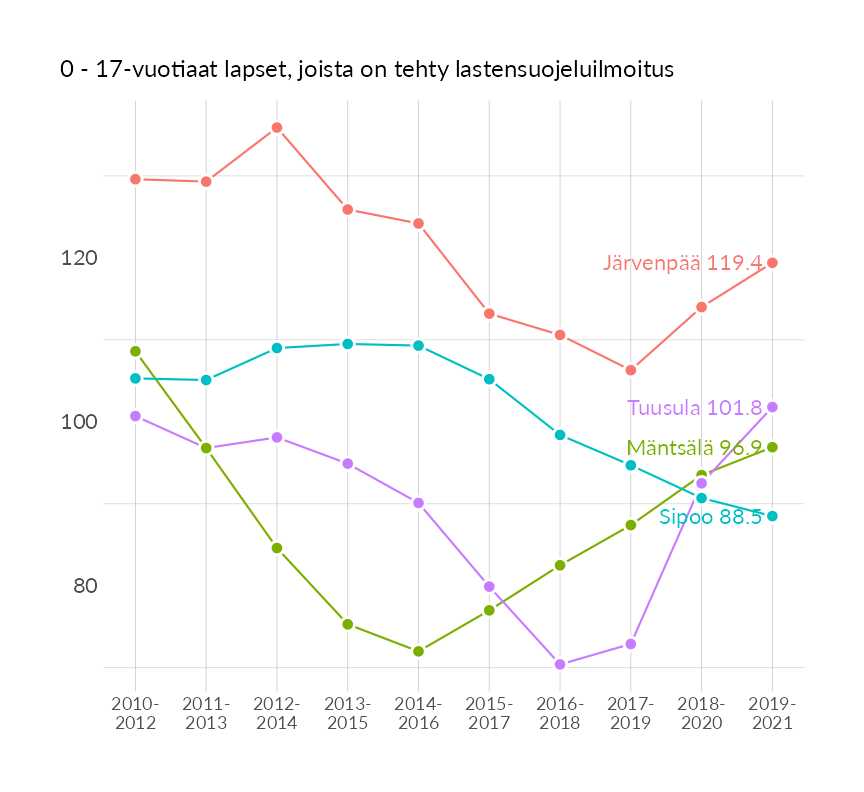 0 - 17-vuotiaat lapset, joista on tehty lastensuojeluilmoitus
120
Järvenpää 119.4
Tuusula 101.8
100
Mäntsälä 96.9
Sipoo 88.5
80
2010- 2011- 2012- 2013- 2014- 2015- 2016- 2017- 2018- 2019-
2012 2013 2014 2015 2016 2017 2018 2019 2020 2021